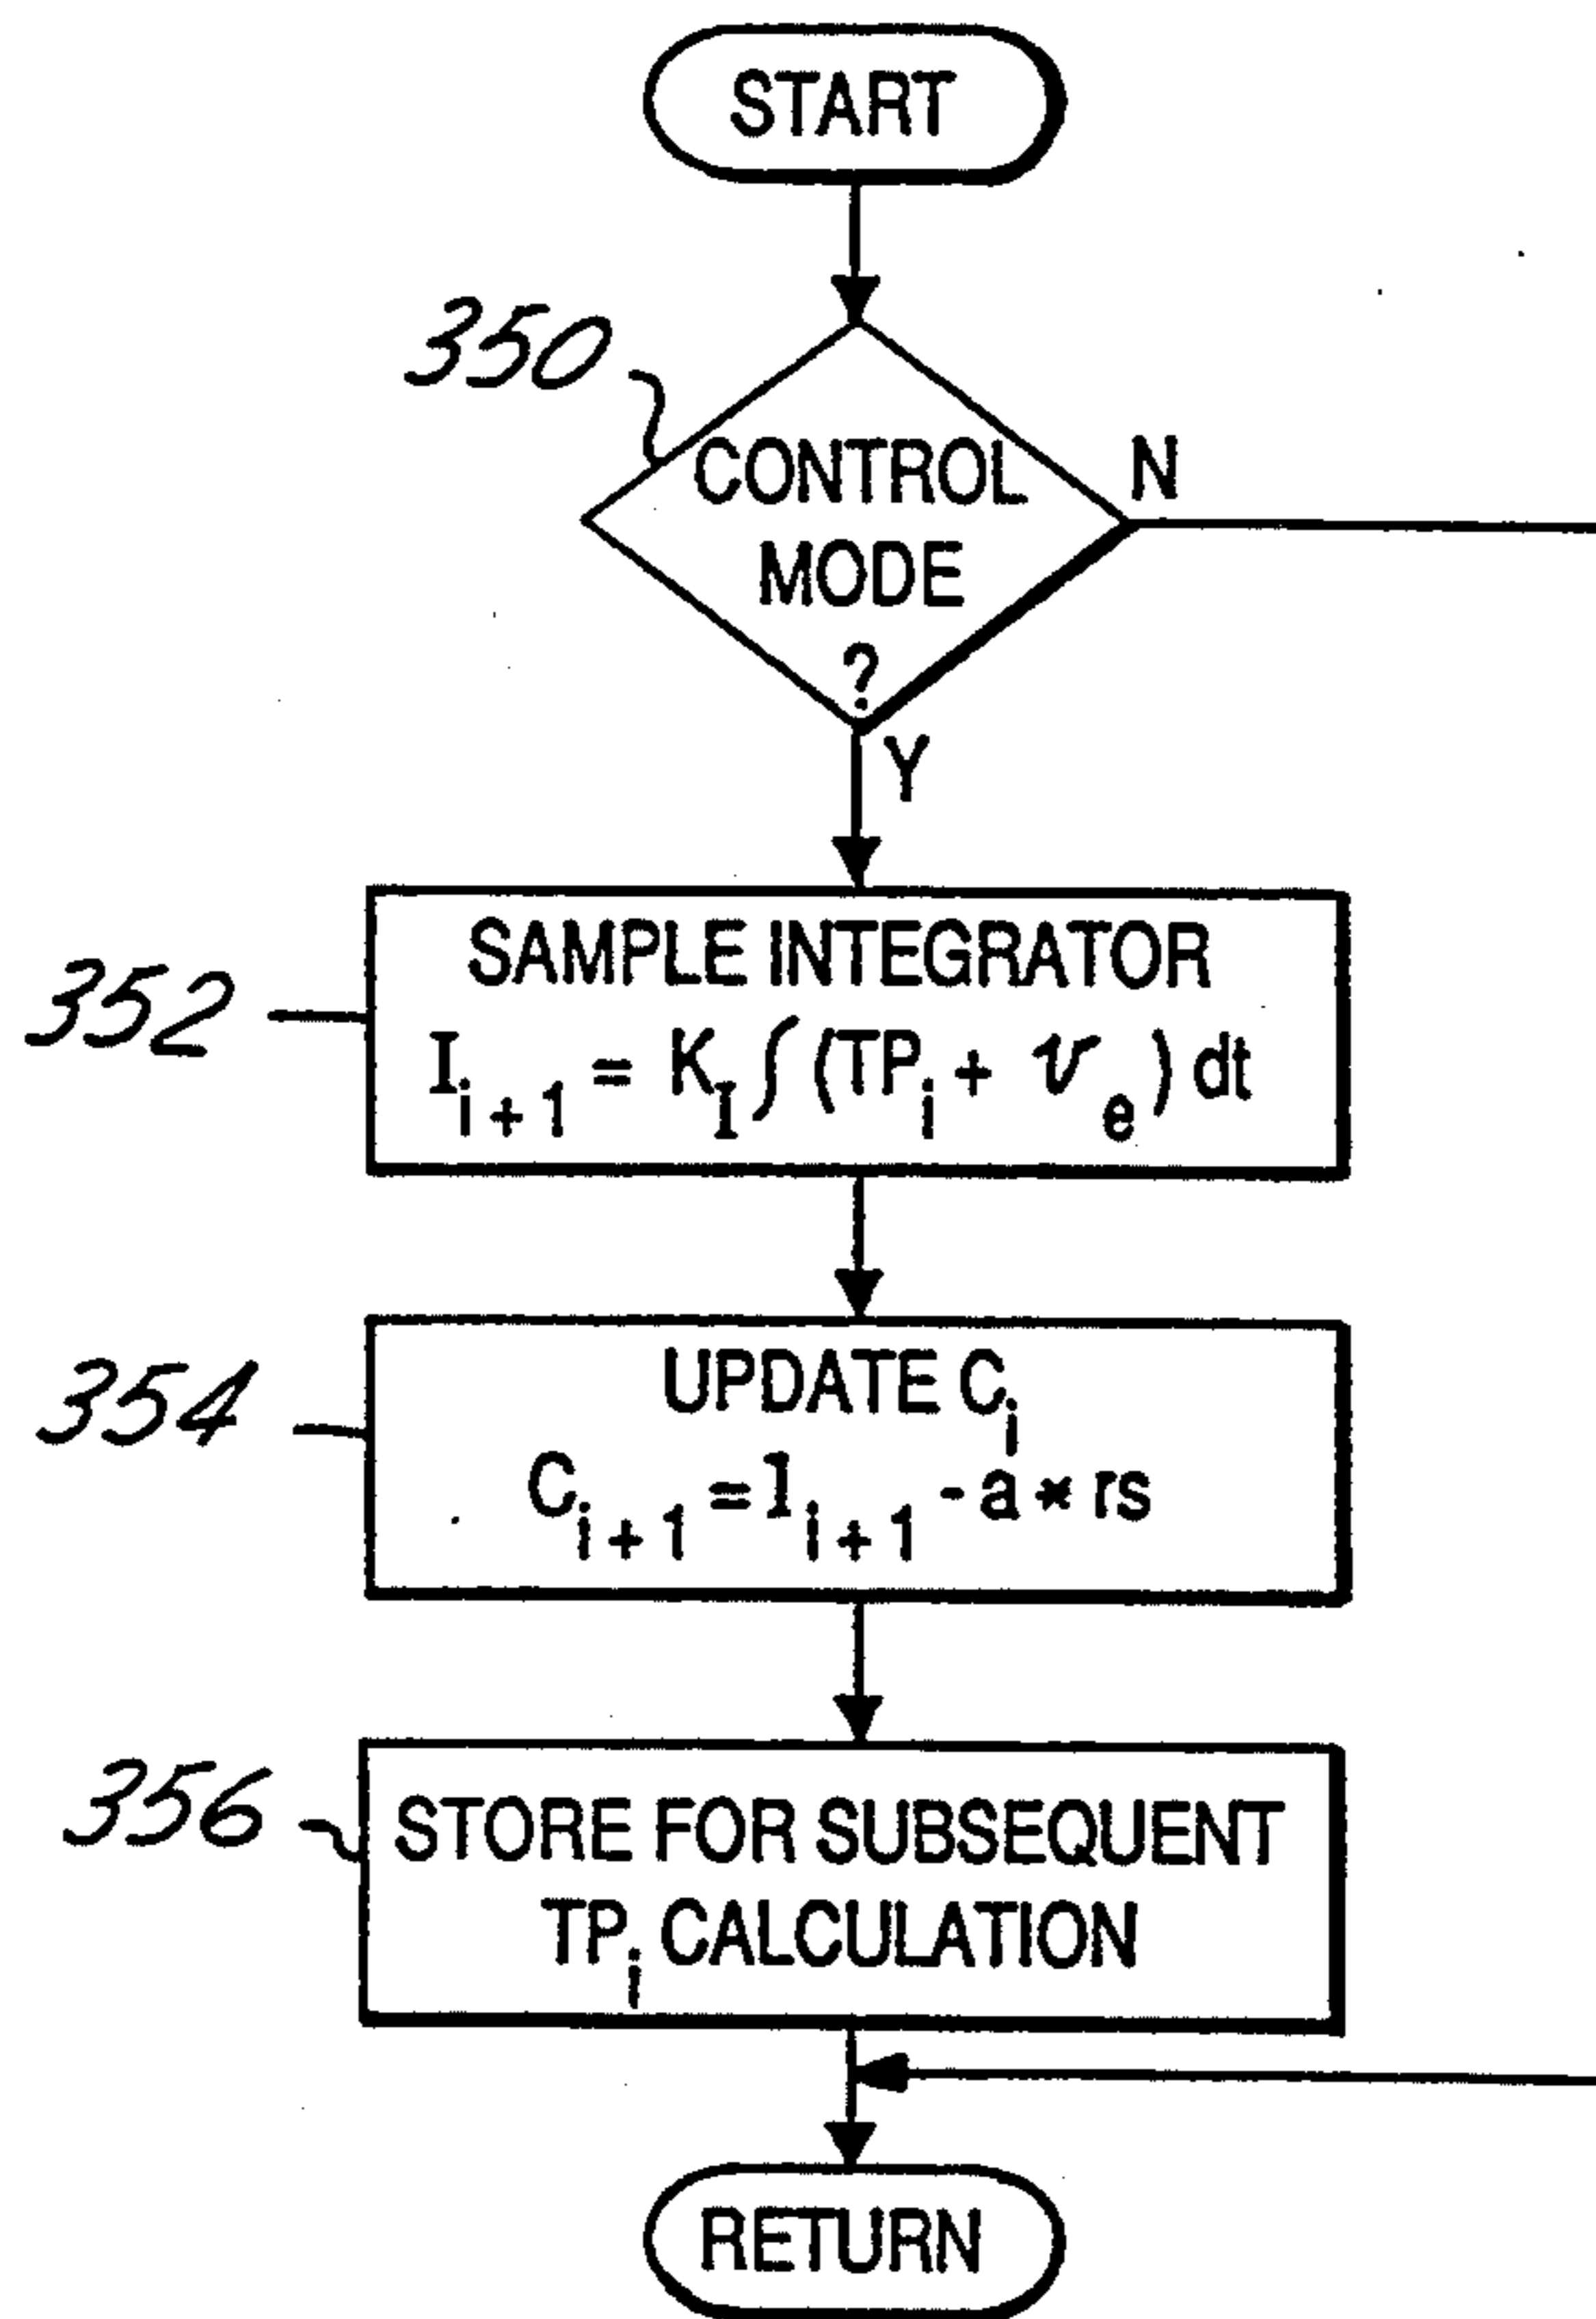 START
350
CONTROL
MODE
?
N
Y
352
SAMPLE INTEGRATOR
I_{i+1} = K_I ∫ (TP_i + v_e) dt
354
UPDATE C_i
C_{i+1} = I_{i+1} - a * rs
356
STORE FOR SUBSEQUENT
TP_i CALCULATION
RETURN